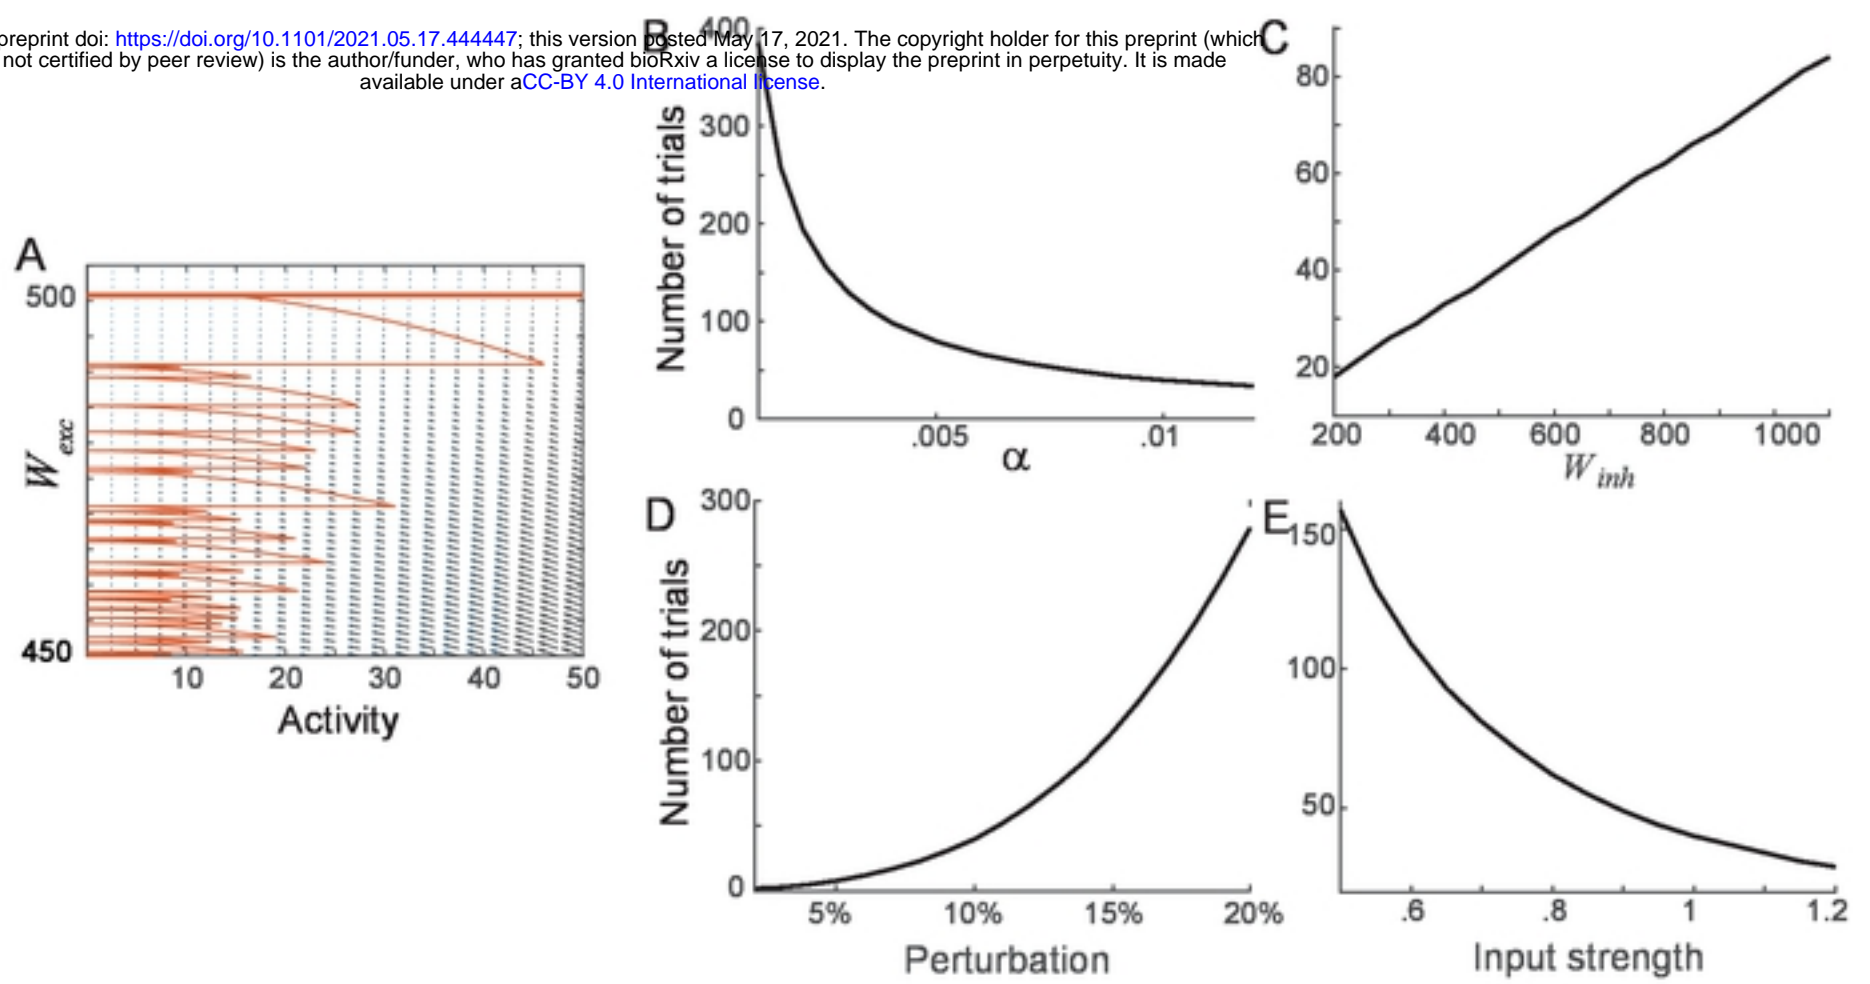 preprint doi: https://doi.org/10.1101/2021.05.17.444447; this version posted May 17, 2021. The copyright holder for this preprint (which
not certified by peer review) is the author/funder, who has granted bioRxiv a license to display the preprint in perpetuity. It is made
available under aCC-BY 4.0 International license.
A
500
450
W exc
10 20 30 40 50
Activity
B
400
300
200
100
0
Number of trials
.005 .01
α
C
80
60
40
20
200 400 600 800 1000
W inh
D
300
200
100
0
Number of trials
5% 10% 15% 20%
Perturbation
E
150
100
50
.6 .8 1 1.2
Input strength